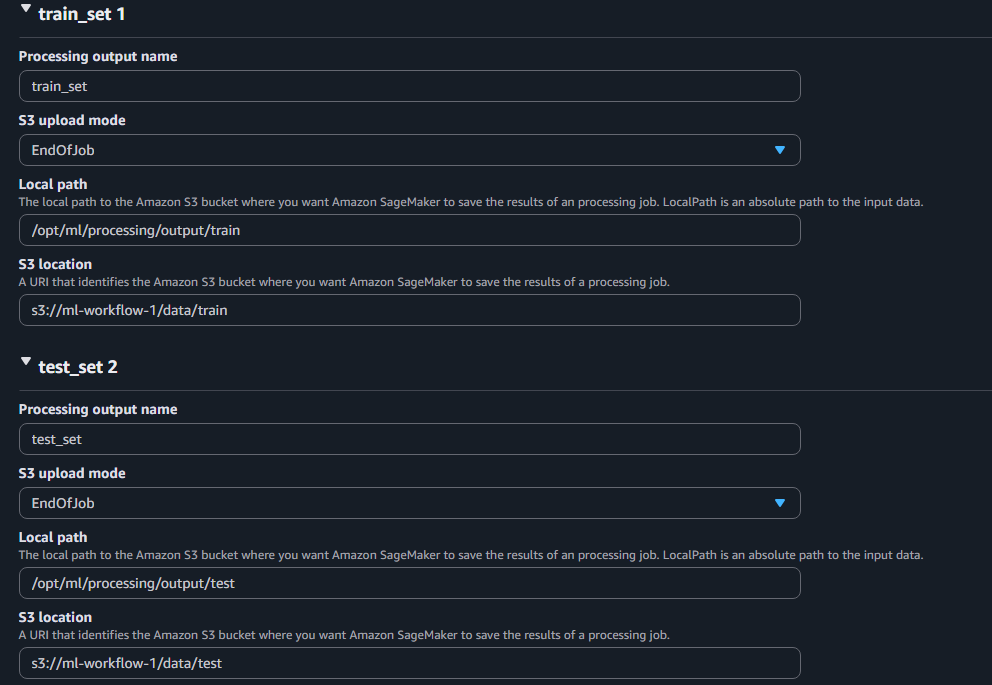 train_set 1
Processing output name
train_set
S3 upload mode
EndOfJob
Local path
The local path to the Amazon S3 bucket where you want Amazon SageMaker to save the results of an processing job. LocalPath is an absolute path to the input data.
/opt/ml/processing/output/train
S3 location
A URI that identifies the Amazon S3 bucket where you want Amazon SageMaker to save the results of a processing job.
s3://ml-workflow-1/data/train
test_set 2
Processing output name
test_set
S3 upload mode
EndOfJob
Local path
The local path to the Amazon S3 bucket where you want Amazon SageMaker to save the results of an processing job. LocalPath is an absolute path to the input data.
/opt/ml/processing/output/test
S3 location
A URI that identifies the Amazon S3 bucket where you want Amazon SageMaker to save the results of a processing job.
s3://ml-workflow-1/data/test